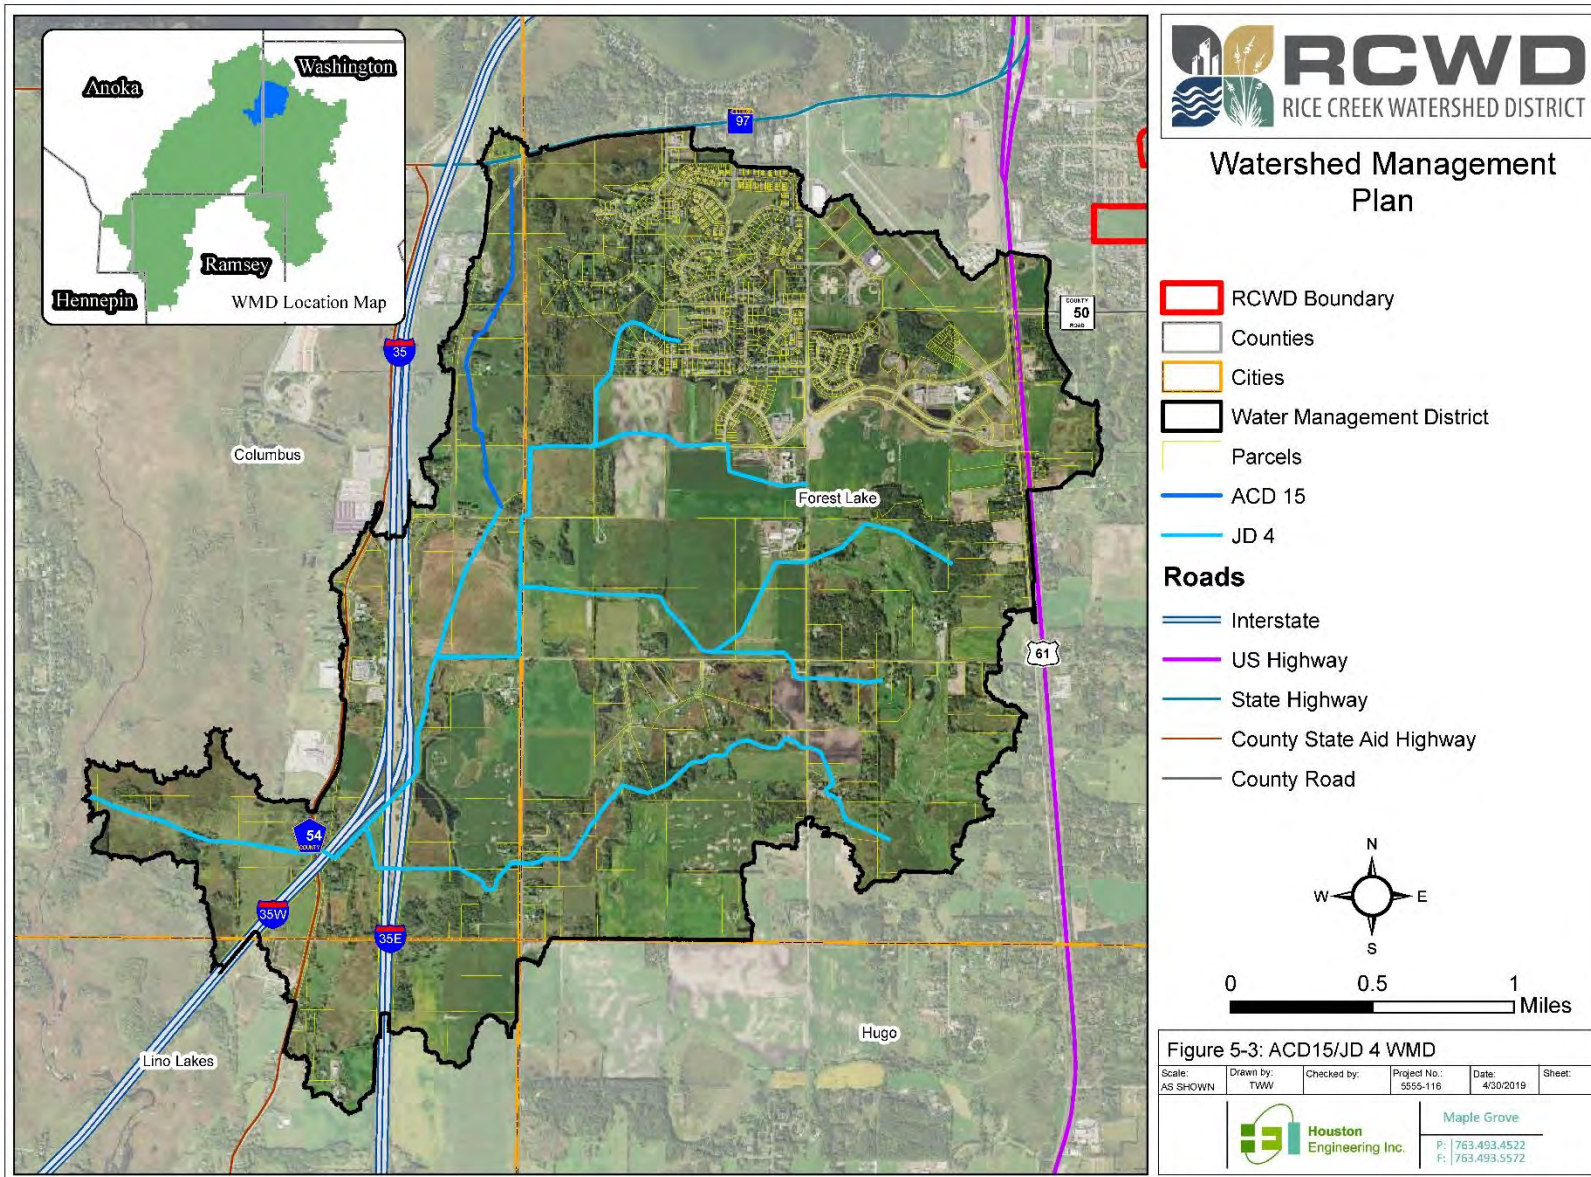 Anoka
Washington
Ramsey
Hennepin
WMD Location Map
97
35
COUNTY
50
ROAD
Columbus
Forest Lake
61
54
COUNTY
35W
35E
Lino Lakes
Hugo
RCWD
RICE CREEK WATERSHED DISTRICT
Watershed Management
Plan
RCWD Boundary
Counties
Cities
Water Management District
Parcels
ACD 15
JD 4
Roads
Interstate
US Highway
State Highway
County State Aid Highway
County Road
N
W E
S
0 0.5 1
Miles
Figure 5-3: ACD15/JD 4 WMD
Scale: Drawn by: Checked by: Project No.: Date: Sheet:
AS SHOWN TWW 5555-116 4/30/2019
Houston
Engineering Inc.
Maple Grove
P: 763.493.4522
F: 763.493.5572